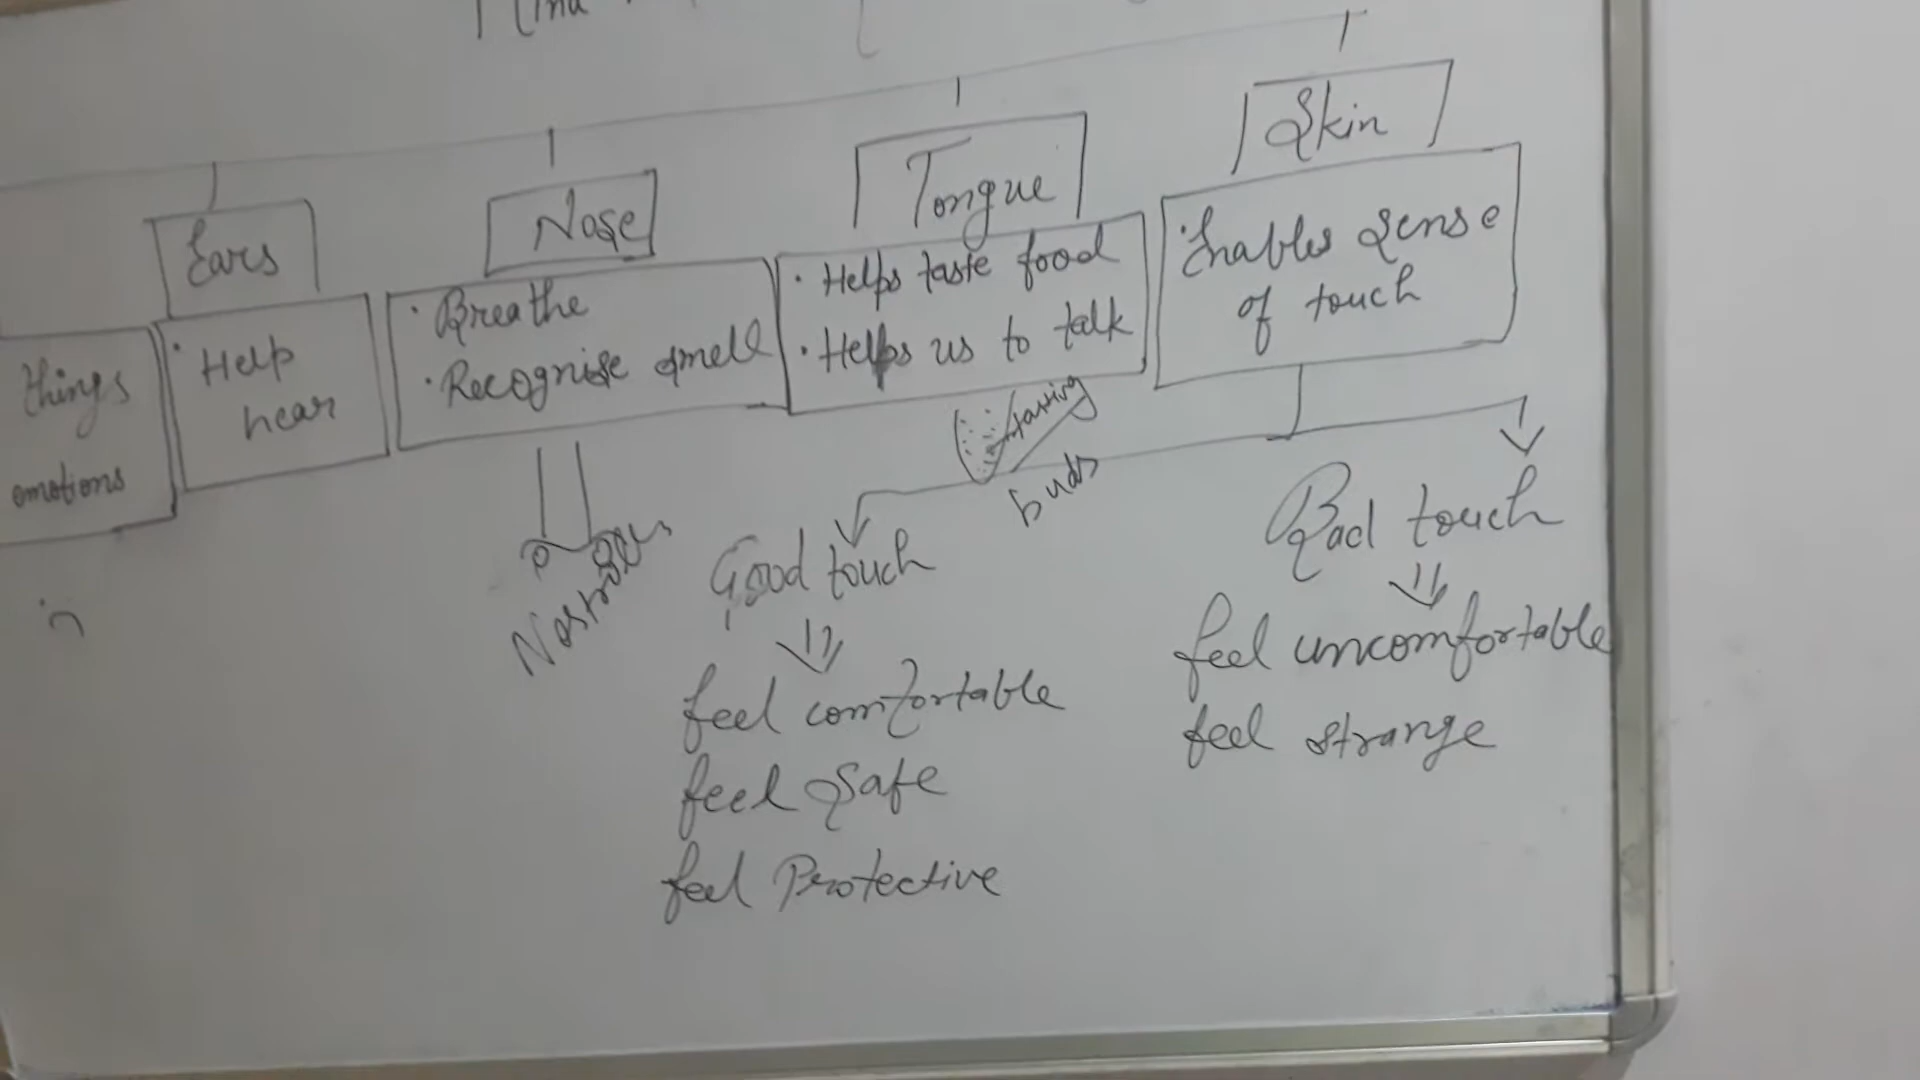 Ears
Nose
Tongue
Skin
things
emotions
· Help
hear
· Breathe
· Recognise smell
· Helps taste food
· Helps us to talk
· Enables sense
of touch
tasting
buds
Nostrils
Good touch
feel comfortable
feel safe
feel Protective
Bad touch
feel uncomfortable
feel strange